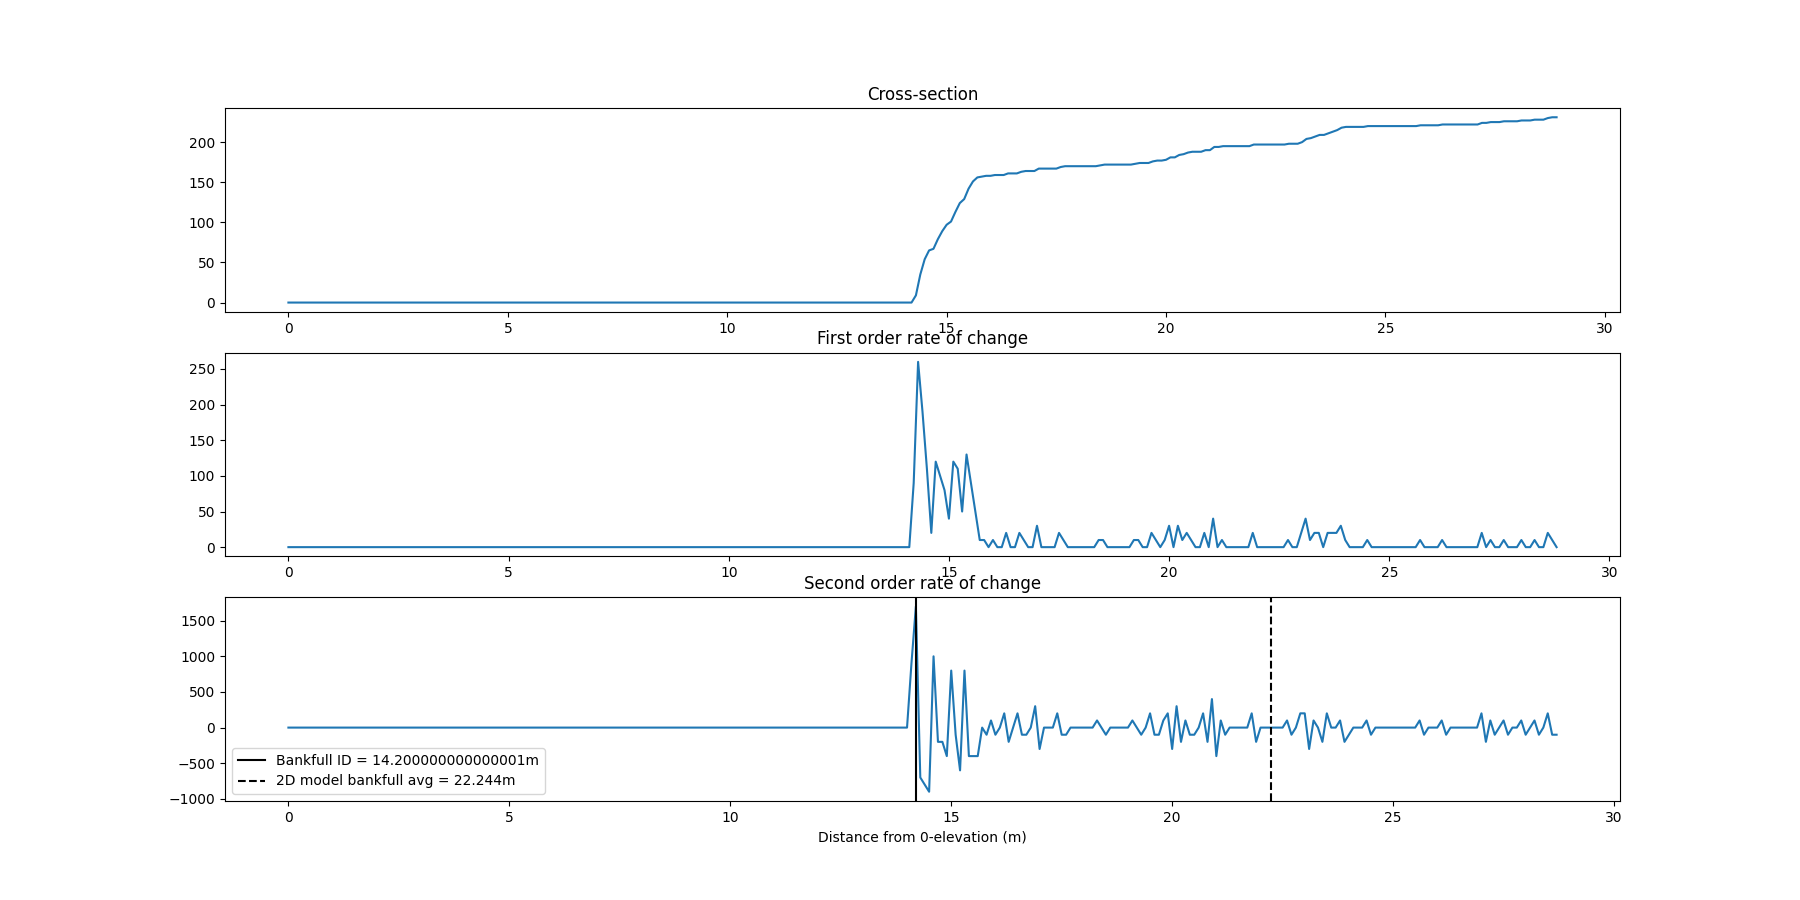 Cross-section
200
150
100
50
0
0 5 10 15 20 25 30
First order rate of change
250
200
150
100
50
0
0 5 10 15 20 25 30
Second order rate of change
1500
1000
500
0
−500
−1000
Bankfull ID = 14.200000000000001m
2D model bankfull avg = 22.244m
0 5 10 15 20 25 30
Distance from 0-elevation (m)